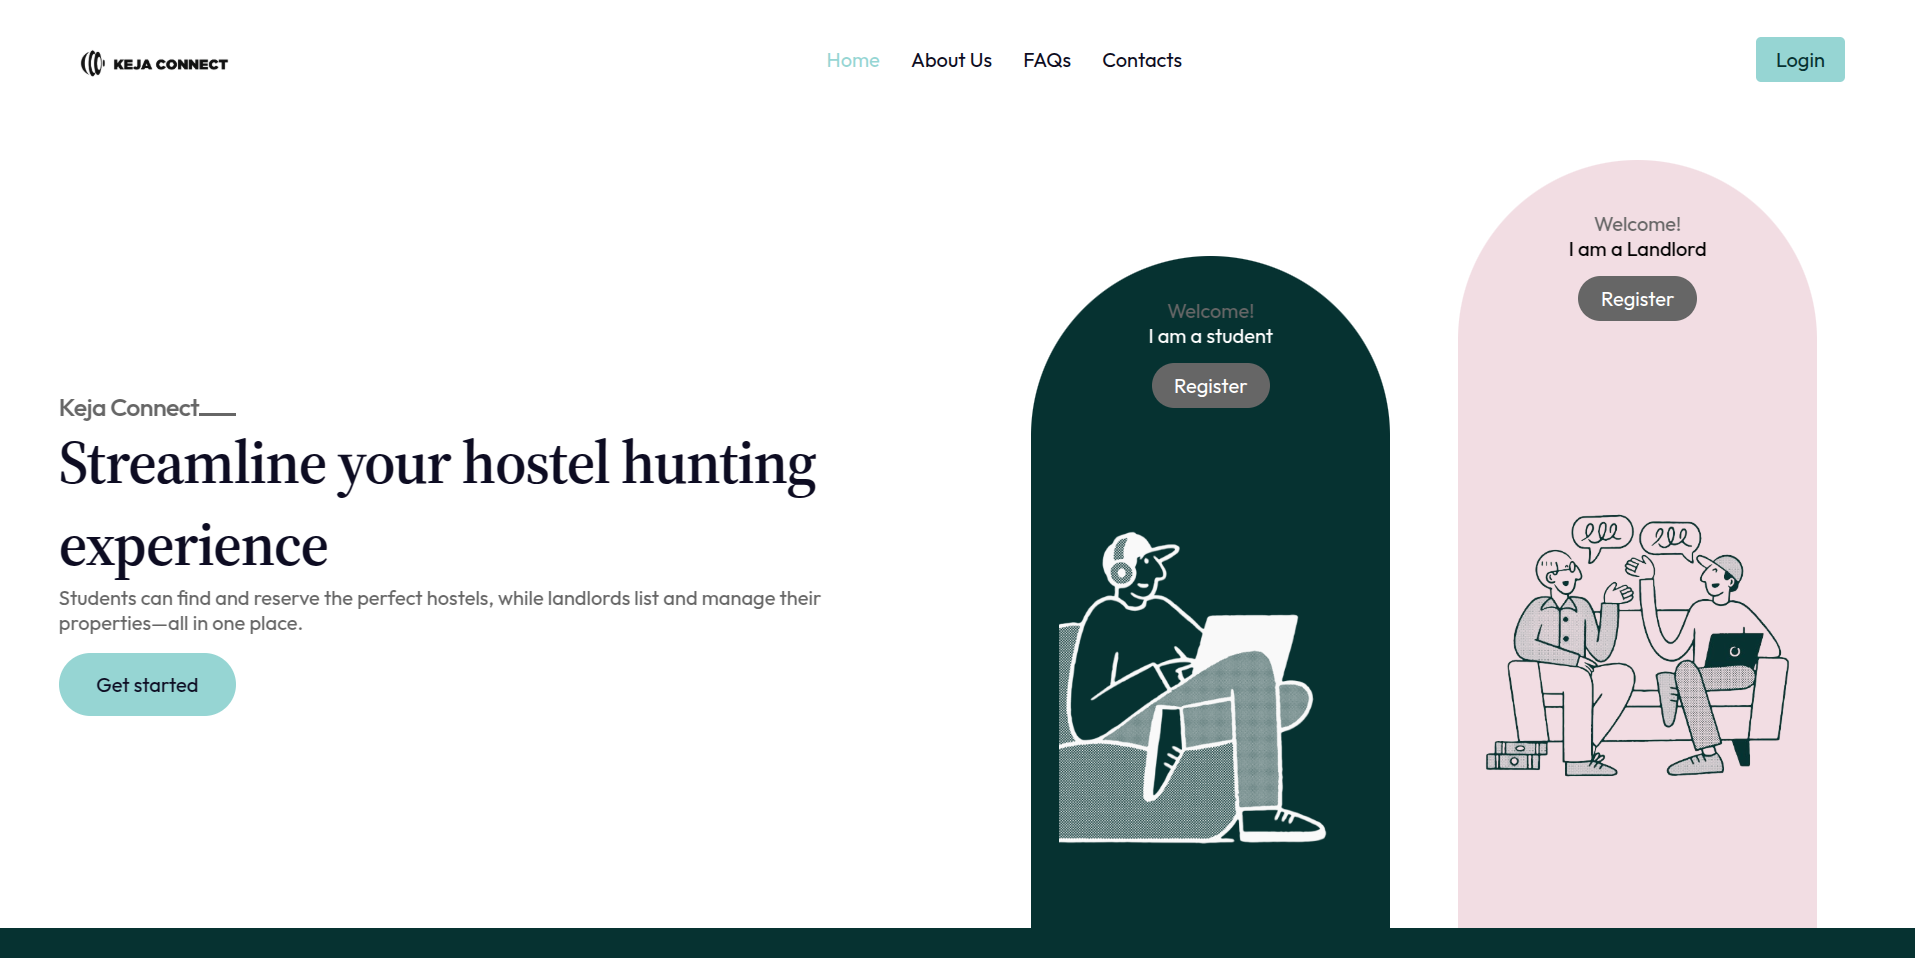 KEJA CONNECT
Home
About Us
FAQs
Contacts
Login
Keja Connect
Streamline your hostel hunting
experience
Students can find and reserve the perfect hostels, while landlords list and manage their
properties—all in one place.
Get started
Welcome!
I am a student
Register
Welcome!
I am a Landlord
Register